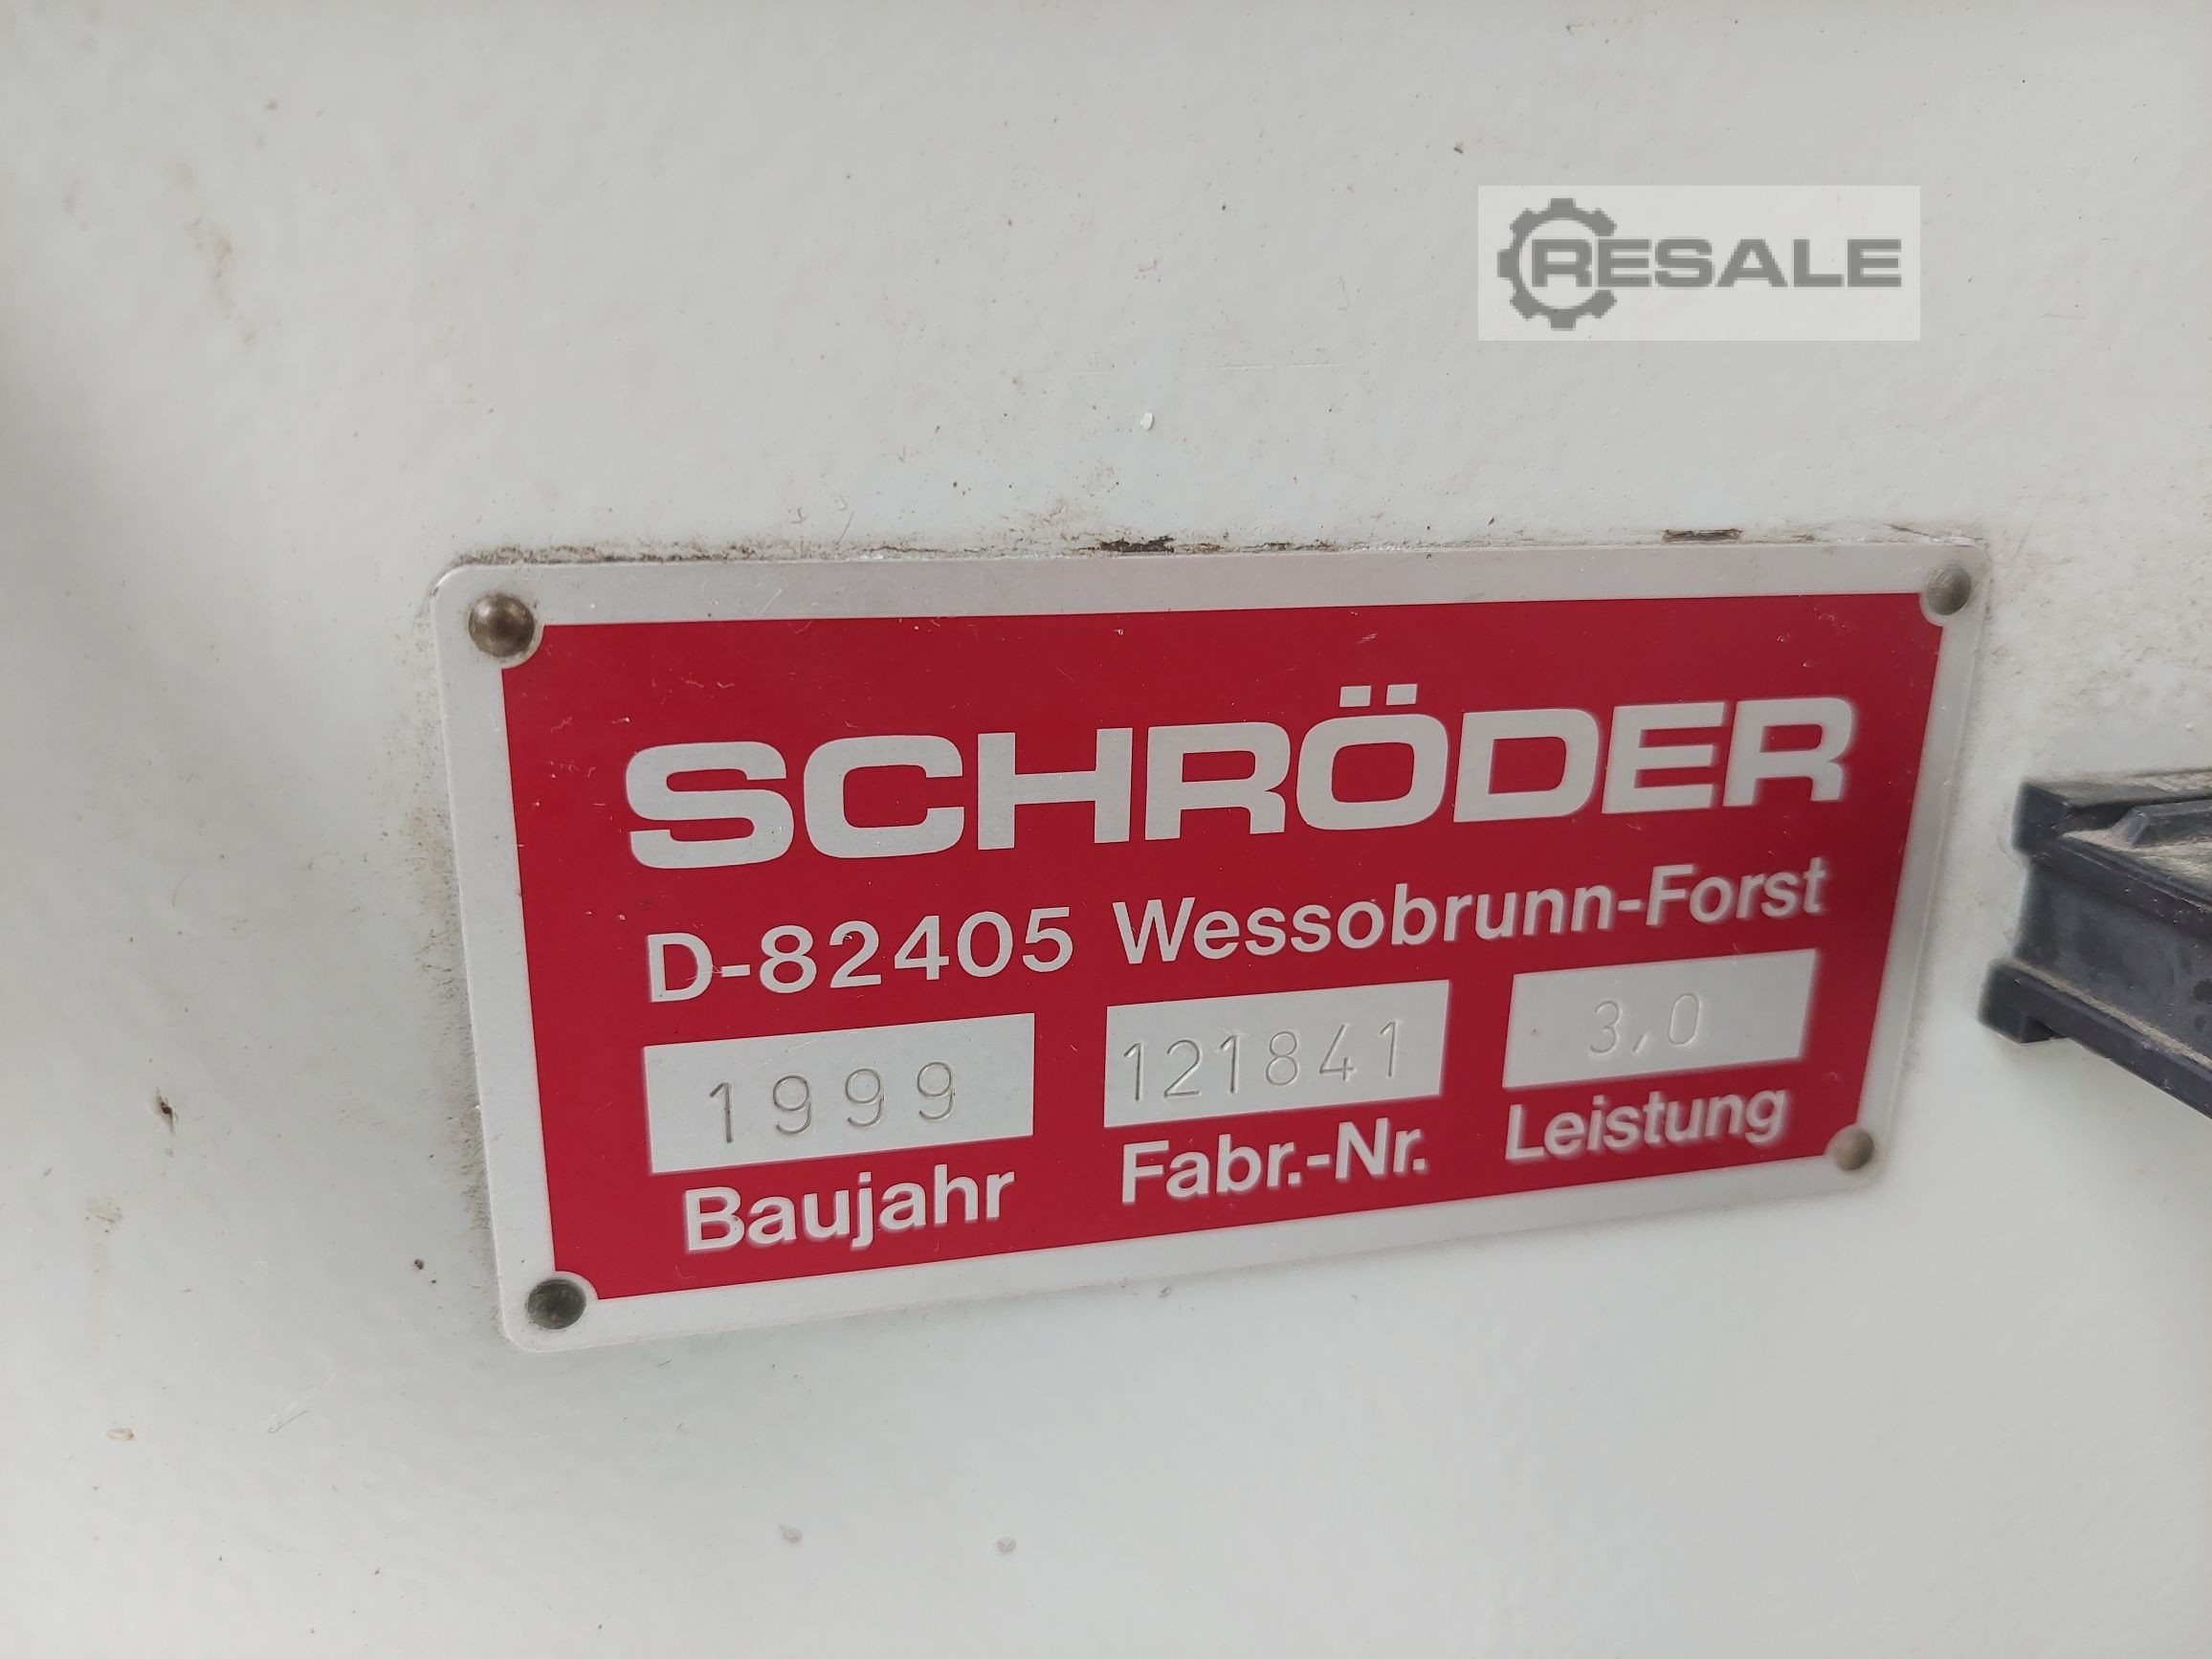 RESALE
SCHRÖDER
D-82405 Wessobrunn-Forst
1999 121841 3,0
Baujahr Fabr.-Nr. Leistung